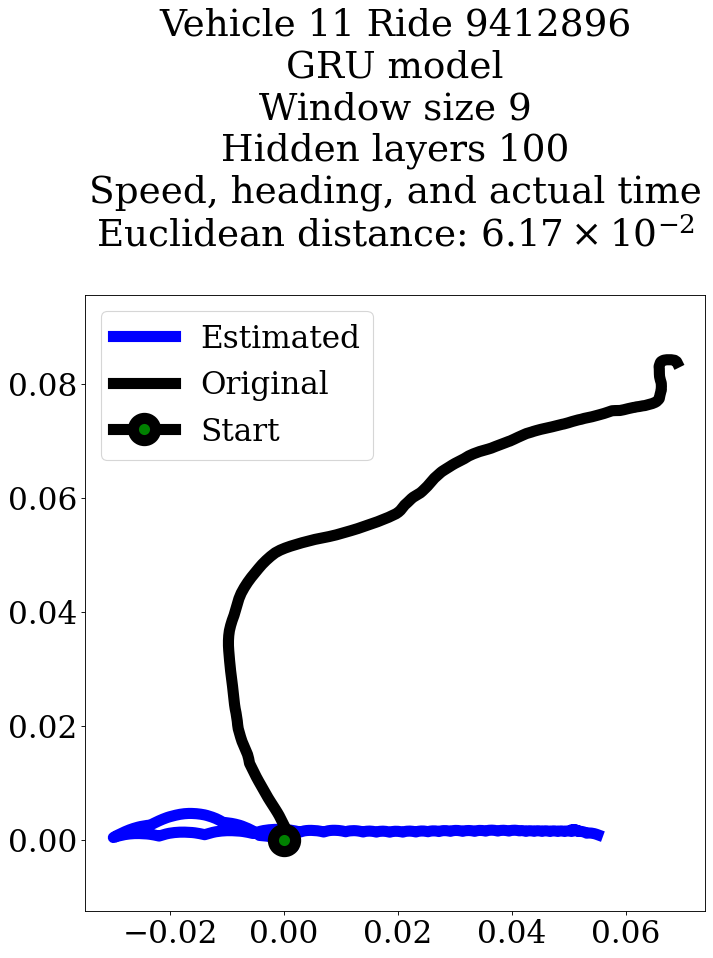 Vehicle 11 Ride 9412896
GRU model
Window size 9
Hidden layers 100
Speed, heading, and actual time
Euclidean distance: 6.17 × 10⁻²
Estimated
Original
Start
0.08
0.06
0.04
0.02
0.00
−0.02 0.00 0.02 0.04 0.06